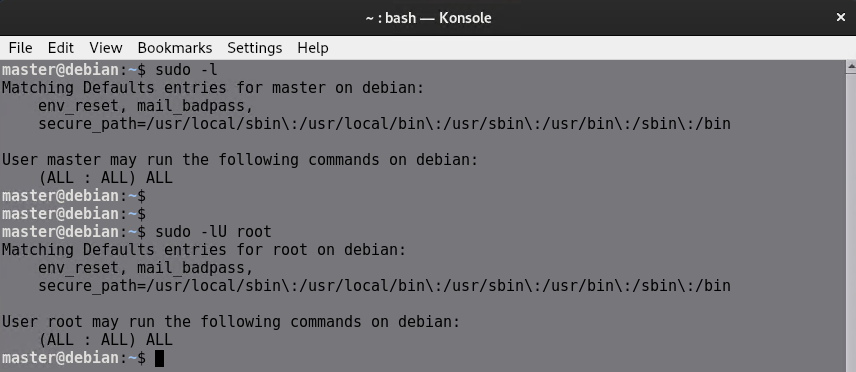 ~ : bash — Konsole
File Edit View Bookmarks Settings Help
master@debian:~$ sudo -l
Matching Defaults entries for master on debian:
    env_reset, mail_badpass,
    secure_path=/usr/local/sbin\:/usr/local/bin\:/usr/sbin\:/usr/bin\:/sbin\:/bin

User master may run the following commands on debian:
    (ALL : ALL) ALL
master@debian:~$
master@debian:~$
master@debian:~$ sudo -lU root
Matching Defaults entries for root on debian:
    env_reset, mail_badpass,
    secure_path=/usr/local/sbin\:/usr/local/bin\:/usr/sbin\:/usr/bin\:/sbin\:/bin

User root may run the following commands on debian:
    (ALL : ALL) ALL
master@debian:~$